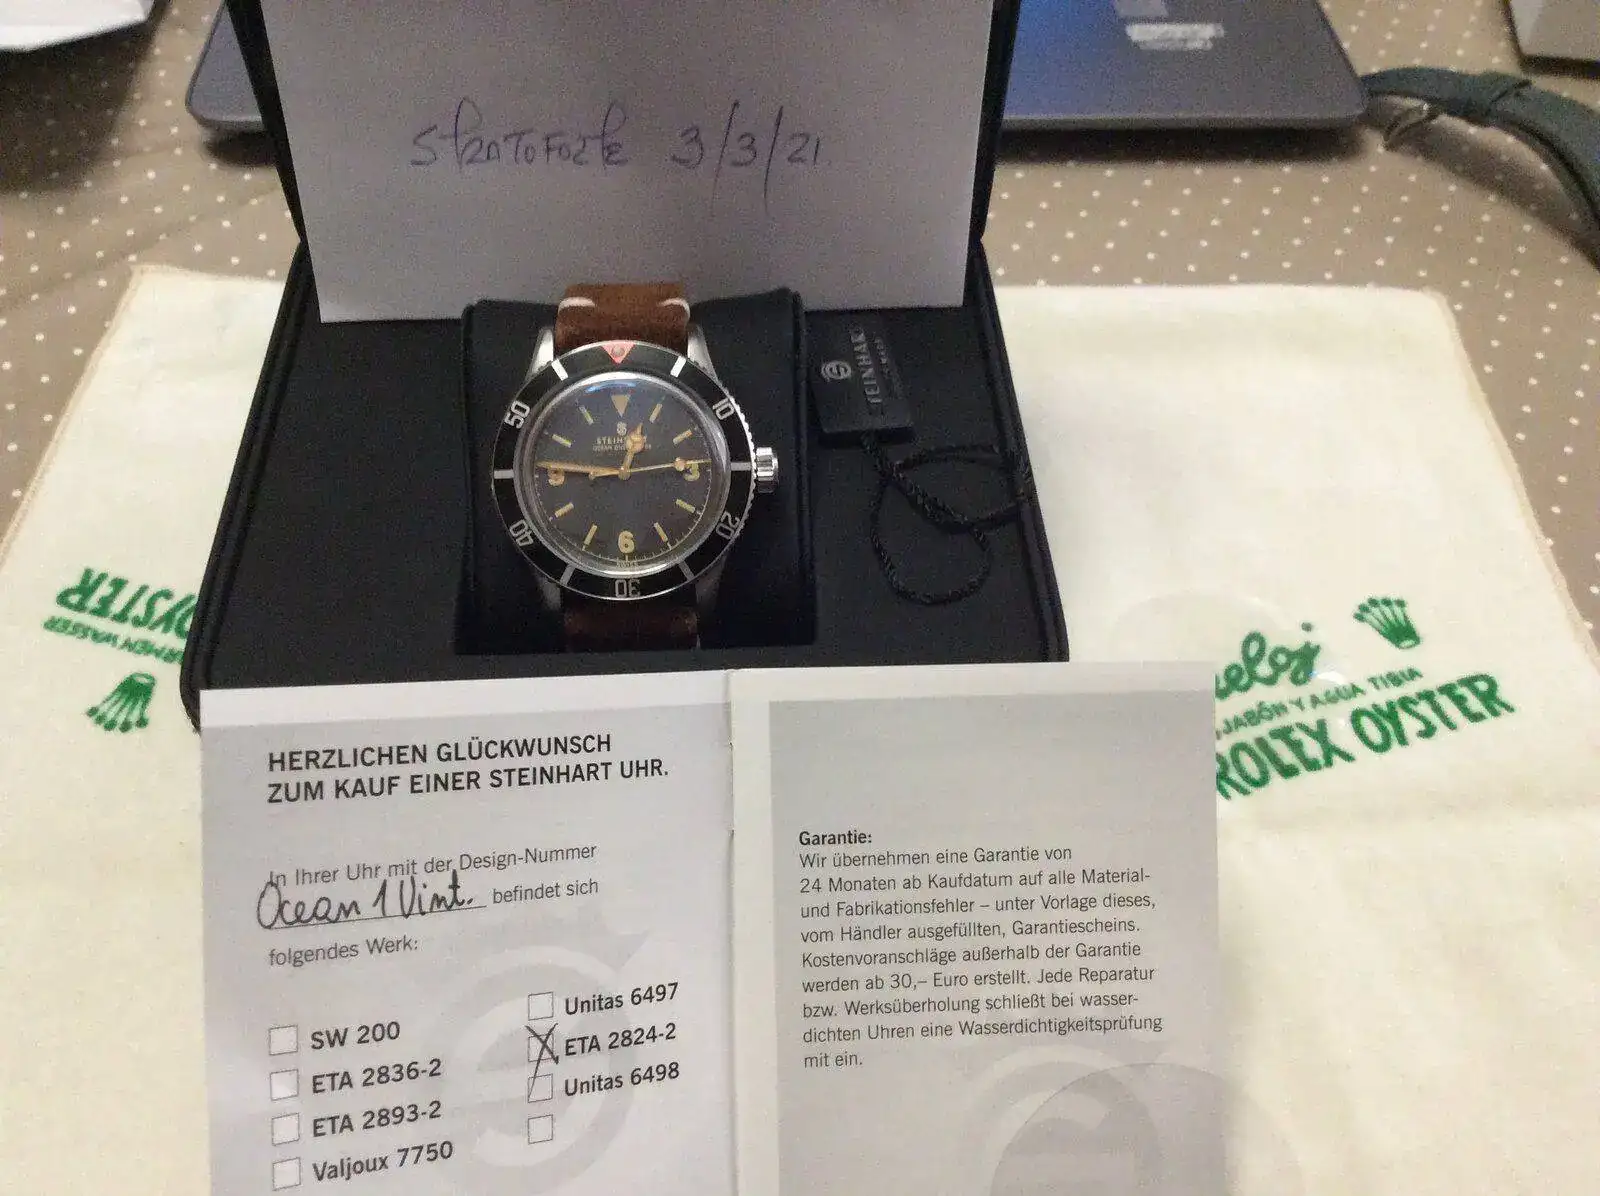 StratoForte 3/3/21
STEINHART
50
10
40
20
30
STEINHART
9
3
6
SWISS
OYSTER
ARMEN WASSER
reloj
JABÓN Y AGUA TIBIA
ROLEX OYSTER
HERZLICHEN GLÜCKWUNSCH
ZUM KAUF EINER STEINHART UHR.
In Ihrer Uhr mit der Design-Nummer
Ocean 1 Vint. befindet sich
folgendes Werk:
SW 200
ETA 2836-2
ETA 2893-2
Valjoux 7750
Unitas 6497
X ETA 2824-2
Unitas 6498
Garantie:
Wir übernehmen eine Garantie von
24 Monaten ab Kaufdatum auf alle Material-
und Fabrikationsfehler – unter Vorlage dieses,
vom Händler ausgefüllten, Garantiescheins.
Kostenvoranschläge außerhalb der Garantie
werden ab 30,– Euro erstellt. Jede Reparatur
bzw. Werksüberholung schließt bei wasser-
dichten Uhren eine Wasserdichtigkeitsprüfung
mit ein.